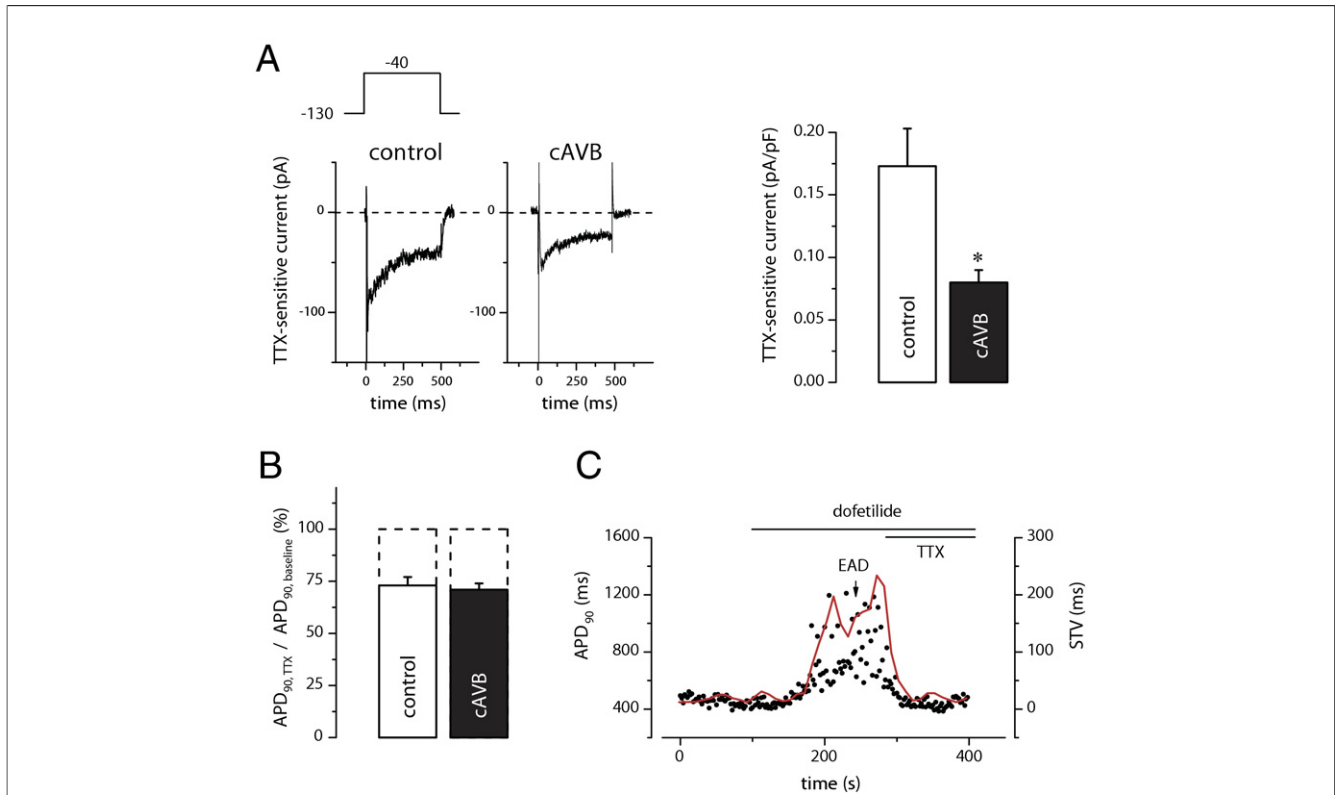 A
-40
-130
control
cAVB
TTX-sensitive current (pA)
0
-100
0
-100
0 250 500
0 250 500
time (ms)
time (ms)
TTX-sensitive current (pA/pF)
0.20
0.15
0.10
0.05
0.00
*
control
cAVB
B
APD90, TTX / APD90, baseline (%)
100
75
50
25
0
control
cAVB
C
dofetilide
TTX
EAD
APD90 (ms)
1600
1200
800
400
STV (ms)
300
200
100
0
0 200 400
time (s)